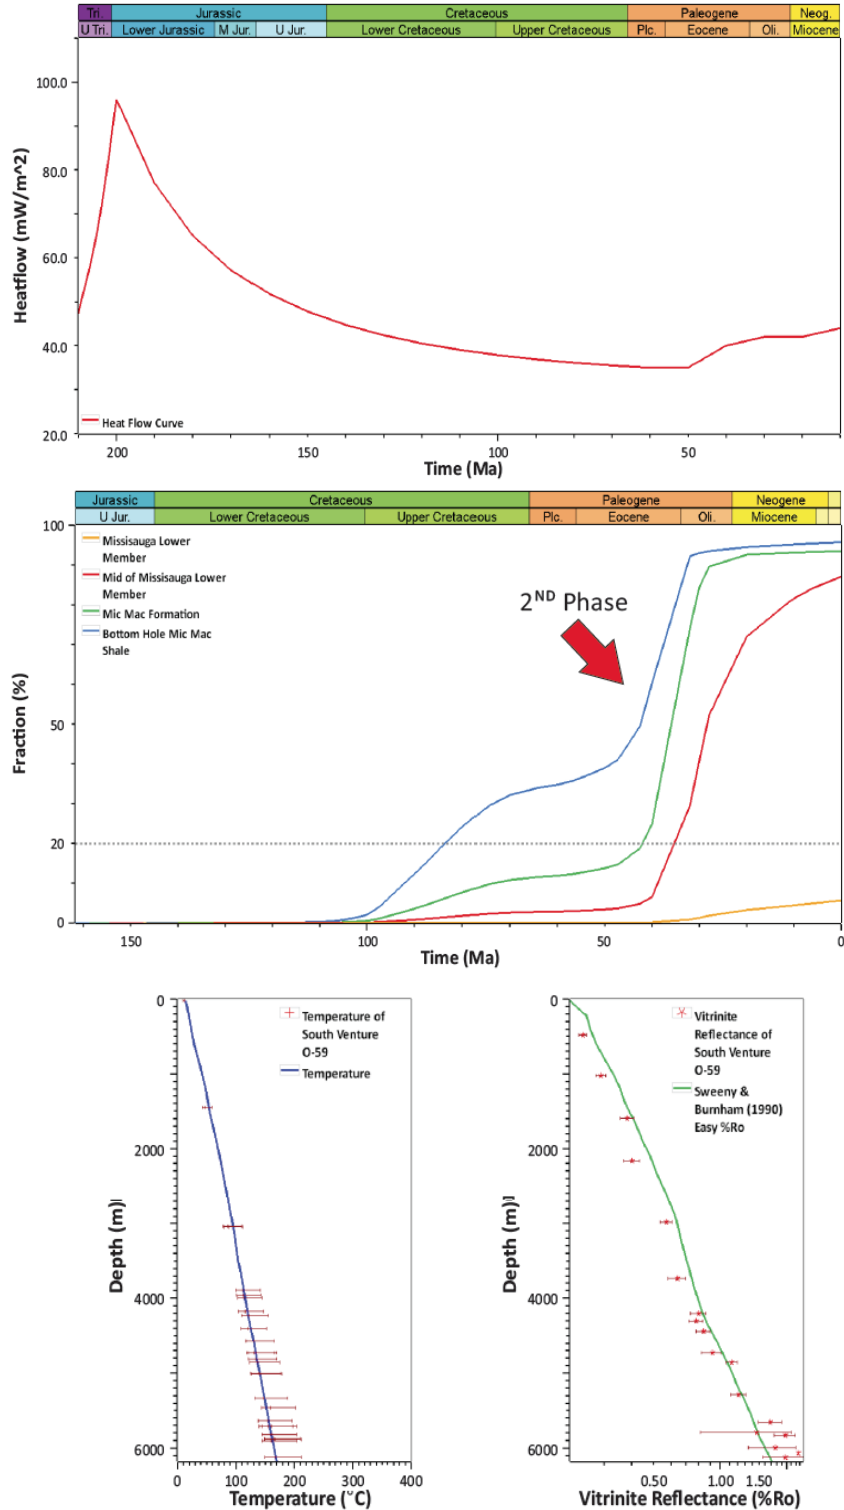 Tri. Jurassic Cretaceous Paleogene Neog.
U Tri. Lower Jurassic M Jur. U Jur. Lower Cretaceous Upper Cretaceous Plc. Eocene Oli. Miocene
100.0
80.0
60.0
40.0
20.0
Heatflow (mW/m^2)
Heat Flow Curve
200 150 100 50
Time (Ma)
Jurassic Cretaceous Paleogene Neogene
U Jur. Lower Cretaceous Upper Cretaceous Plc. Eocene Oli. Miocene
100
50
20
0
Fraction (%)
Missisauga Lower
Member
Mid of Missisauga Lower
Member
Mic Mac Formation
Bottom Hole Mic Mac
Shale
2ND Phase
150 100 50 0
Time (Ma)
0
2000
4000
6000
Depth (m)
Temperature of
South Venture
O-59
Temperature
0 100 200 300 400
Temperature (°C)
0
2000
4000
6000
Depth (m)
Vitrinite
Reflectance of
South Venture
O-59
Sweeny &
Burnham (1990)
Easy %Ro
0.50 1.00 1.50
Vitrinite Reflectance (%Ro)